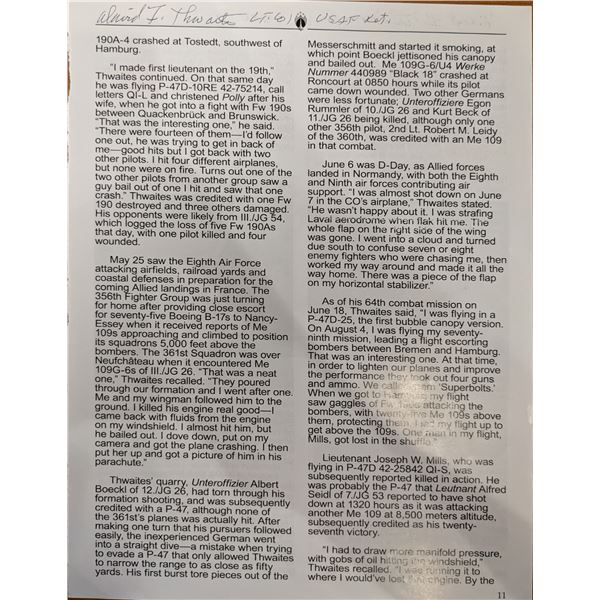 David F. Thwaites Lt. Col USAF Ret.
190A-4 crashed at Tostedt, southwest of
Hamburg.
"I made first lieutenant on the 19th,"
Thwaites continued. On that same day
he was flying P-47D-10RE 42-75214, call
letters QI-L and christened Polly after his
wife, when he got into a fight with Fw 190s
between Quackenbrück and Brunswick.
"That was the interesting one," he said.
"There were fourteen of them—I'd follow
one out, he was trying to get in back of
me—good hits but I got back with two
other pilots. I hit four different airplanes,
but none were on fire. Turns out one of the
two other pilots from another group saw a
guy bail out of one I hit and saw that one
crash." Thwaites was credited with one Fw
190 destroyed and three others damaged.
His opponents were likely from III./JG 54,
which logged the loss of five Fw 190As
that day, with one pilot killed and four
wounded.
May 25 saw the Eighth Air Force
attacking airfields, railroad yards and
coastal defenses in preparation for the
coming Allied landings in France. The
356th Fighter Group was just turning
for home after providing close escort
for seventy-five Boeing B-17s to Nancy-
Essey when it received reports of Me
109s approaching and climbed to position
its squadrons 5,000 feet above the
bombers. The 361st Squadron was over
Neufchâteau when it encountered Me
109G-6s of III./JG 26. "That was a neat
one," Thwaites recalled. "They poured
through our formation and I went after one.
Me and my wingman followed him to the
ground. I killed his engine real good—I
came back with fluids from the engine
on my windshield. I almost hit him, but
he bailed out. I dove down, put on my
camera and got the plane crashing. I then
put her up and got a picture of him in his
parachute."
Thwaites' quarry, Unteroffizier Albert
Boeckl of 12./JG 26, had torn through his
formation shooting, and was subsequently
credited with a P-47, although none of
the 361st's planes was actually hit. After
making one turn that his pursuers followed
easily, the inexperienced German went
into a straight dive—a mistake when trying
to evade a P-47 that only allowed Thwaites
to narrow the range to as close as fifty
yards. His first burst tore pieces out of the
Messerschmitt and started it smoking, at
which point Boeckl jettisoned his canopy
and bailed out. Me 109G-6/U4 Werke
Nummer 440989 "Black 18" crashed at
Roncourt at 0850 hours while its pilot
came down wounded. Two other Germans
were less fortunate; Unteroffiziere Egon
Rummler of 10./JG 26 and Kurt Beck of
11./JG 26 being killed, although only one
other 356th pilot, 2nd Lt. Robert M. Leidy
of the 360th, was credited with an Me 109
in that combat.
June 6 was D-Day, as Allied forces
landed in Normandy, with both the Eighth
and Ninth air forces contributing air
support. "I was almost shot down on June
7 in the CO's airplane," Thwaites stated.
"He wasn't happy about it. I was strafing
Laval aerodrome when flak hit me. The
whole flap on the right side of the wing
was gone. I went into a cloud and turned
due south to confuse seven or eight
enemy fighters who were chasing me, then
worked my way around and made it all the
way home. There was a piece of the flap
on my horizontal stabilizer."
As of his 64th combat mission on
June 18, Thwaites said, "I was flying in a
P-47D-25, the first bubble canopy version.
On August 4, I was flying my seventy-
ninth mission, leading a flight escorting
bombers between Bremen and Hamburg.
That was an interesting one. At that time,
in order to lighten our planes and improve
the performance they took out four guns
and ammo. We called them 'Superbolts.'
When we got to Hamburg my flight
saw gaggles of Fw 190s attacking the
bombers, with twenty-five Me 109s above
them, protecting them. I led my flight up to
get above the 109s. One man in my flight,
Mills, got lost in the shuffle."
Lieutenant Joseph W. Mills, who was
flying in P-47D 42-25842 QI-S, was
subsequently reported killed in action. He
was probably the P-47 that Leutnant Alfred
Seidl of 7./JG 53 reported to have shot
down at 1320 hours as it was attacking
another Me 109 at 8,500 meters altitude,
subsequently credited as his twenty-
seventh victory.
"I had to draw more manifold pressure,
with gobs of oil hitting the windshield,"
Thwaites recalled. "I was running it to
where I would've lost the engine. By the
11